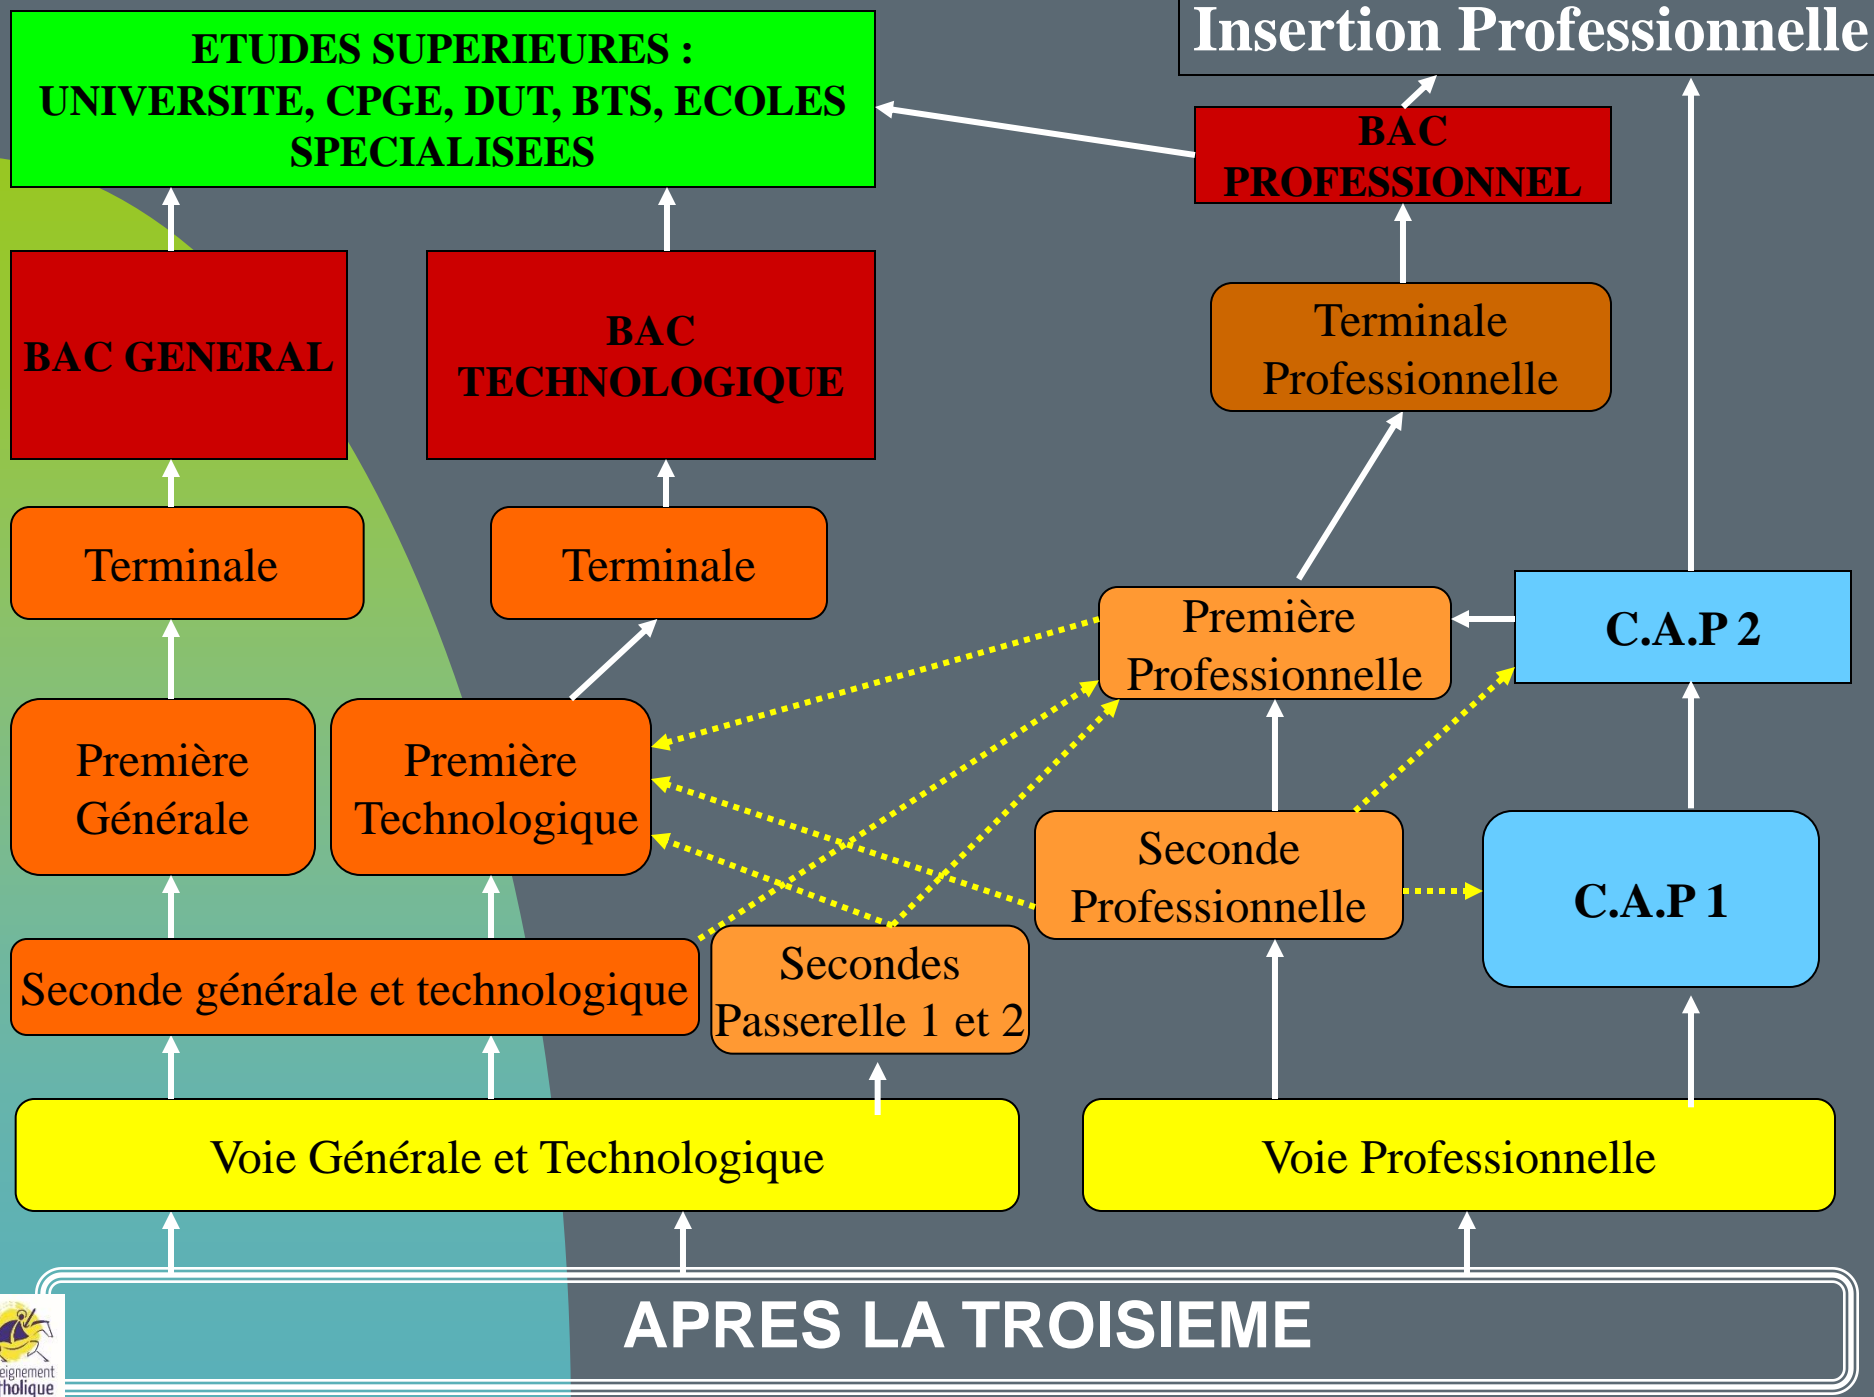 Insertion Professionnelle
ETUDES SUPERIEURES :
UNIVERSITE, CPGE, DUT, BTS, ECOLES
SPECIALISEES
BAC
PROFESSIONNEL
BAC GENERAL
BAC
TECHNOLOGIQUE
Terminale
Professionnelle
Terminale
Terminale
Première
Professionnelle
C.A.P 2
Première
Générale
Première
Technologique
Seconde
Professionnelle
C.A.P 1
Seconde générale et technologique
Secondes
Passerelle 1 et 2
Voie Générale et Technologique
Voie Professionnelle
APRES LA TROISIEME